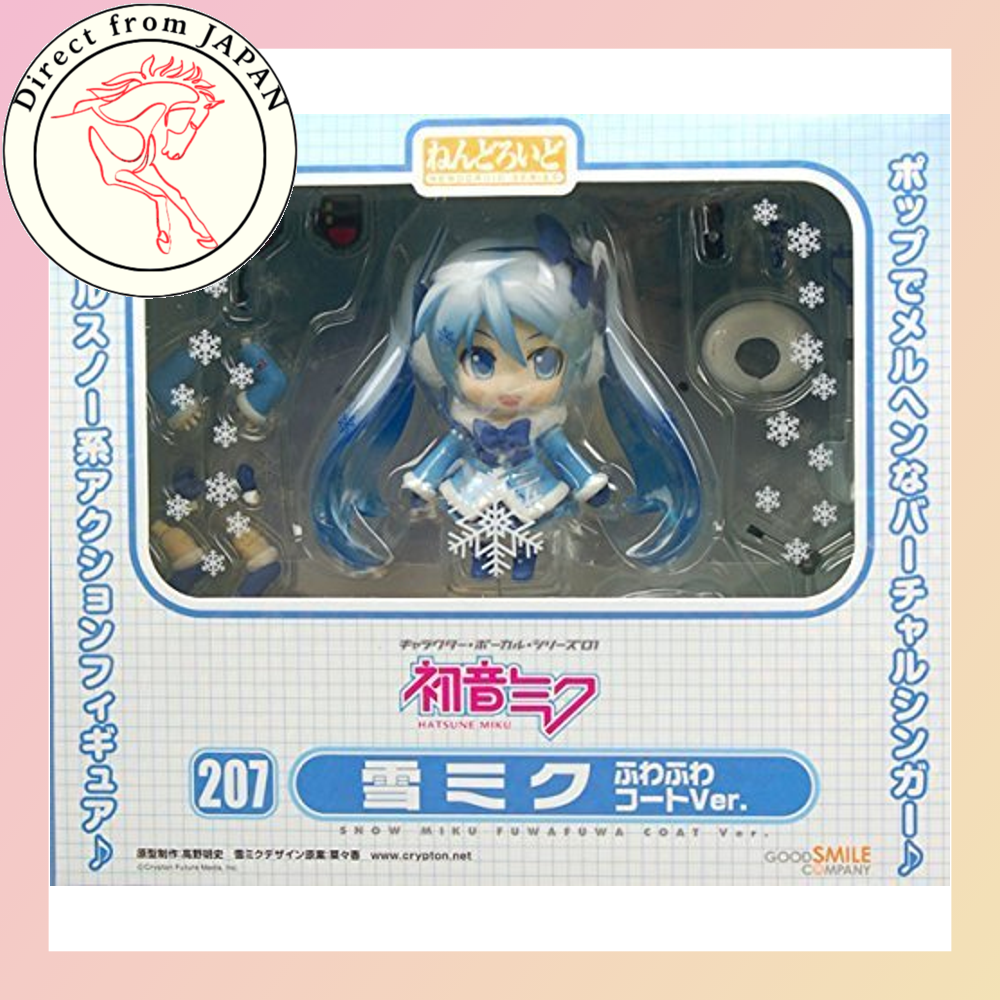 Direct from JAPAN
ねんどろいど
NENDOROID SERIES
ポップでメルヘンなバーチャルシンガー♪
ルスノー系アクションフィギュア♪
キャラクター・ボーカル・シリーズ01
初音ミク
HATSUNE MIKU
207
雪ミク ふわふわ
コートVer.
SNOW MIKU FUWAFUWA COAT Ver.
原型制作:高野明史 雪ミクデザイン原案:菜々春 www.crypton.net
©Crypton Future Media, Inc.
GOODSMILE
COMPANY